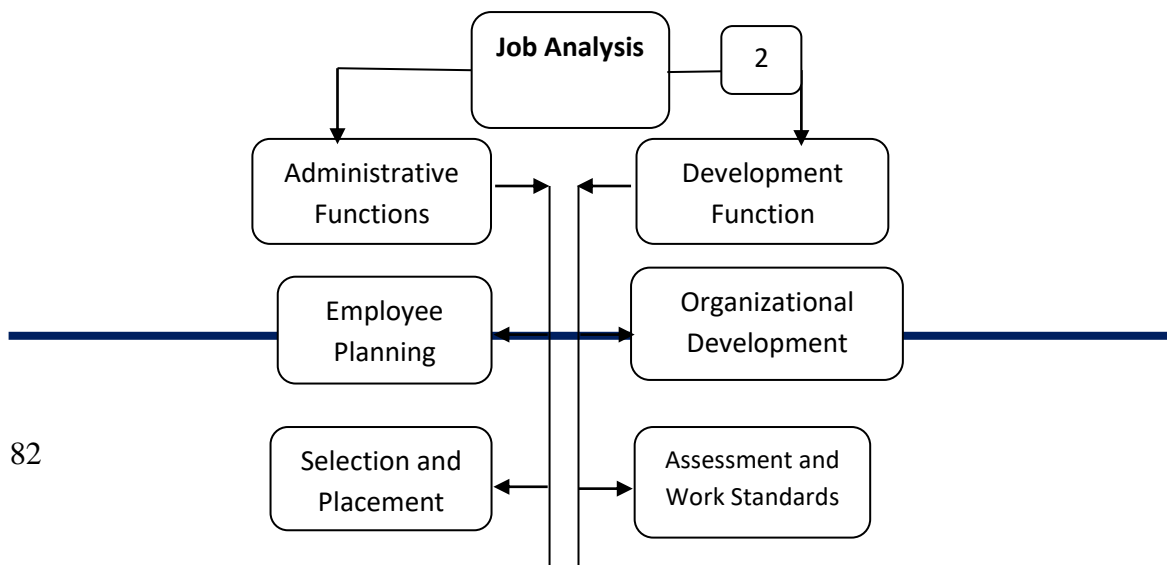 Job Analysis
2
Administrative
Functions
Development
Function
Employee
Planning
Organizational
Development
82
Selection and
Placement
Assessment and
Work Standards